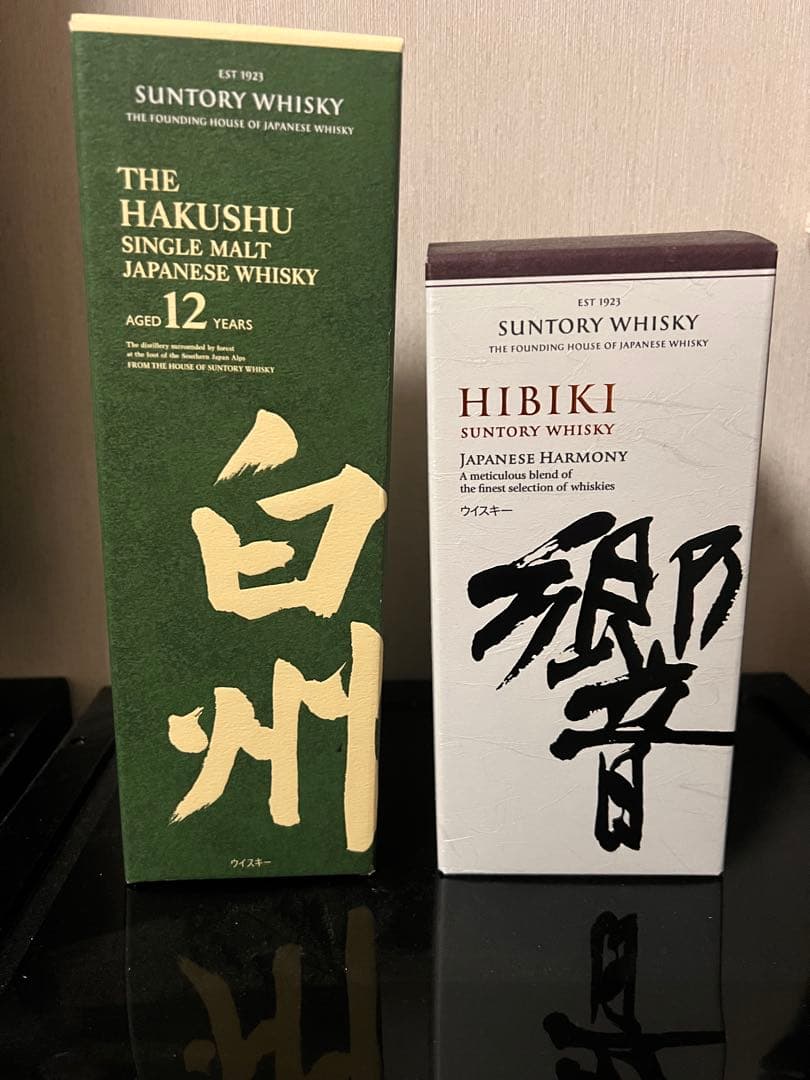 EST 1923
SUNTORY WHISKY
THE FOUNDING HOUSE OF JAPANESE WHISKY
THE
HAKUSHU
SINGLE MALT
JAPANESE WHISKY
AGED 12 YEARS
The distillery surrounded by forest
at the foot of the Southern Japan Alps
FROM THE HOUSE OF SUNTORY WHISKY
白
州
ウイスキー
EST 1923
SUNTORY WHISKY
THE FOUNDING HOUSE OF JAPANESE WHISKY
HIBIKI
SUNTORY WHISKY
JAPANESE HARMONY
A meticulous blend of
the finest selection of whiskies
ウイスキー
響